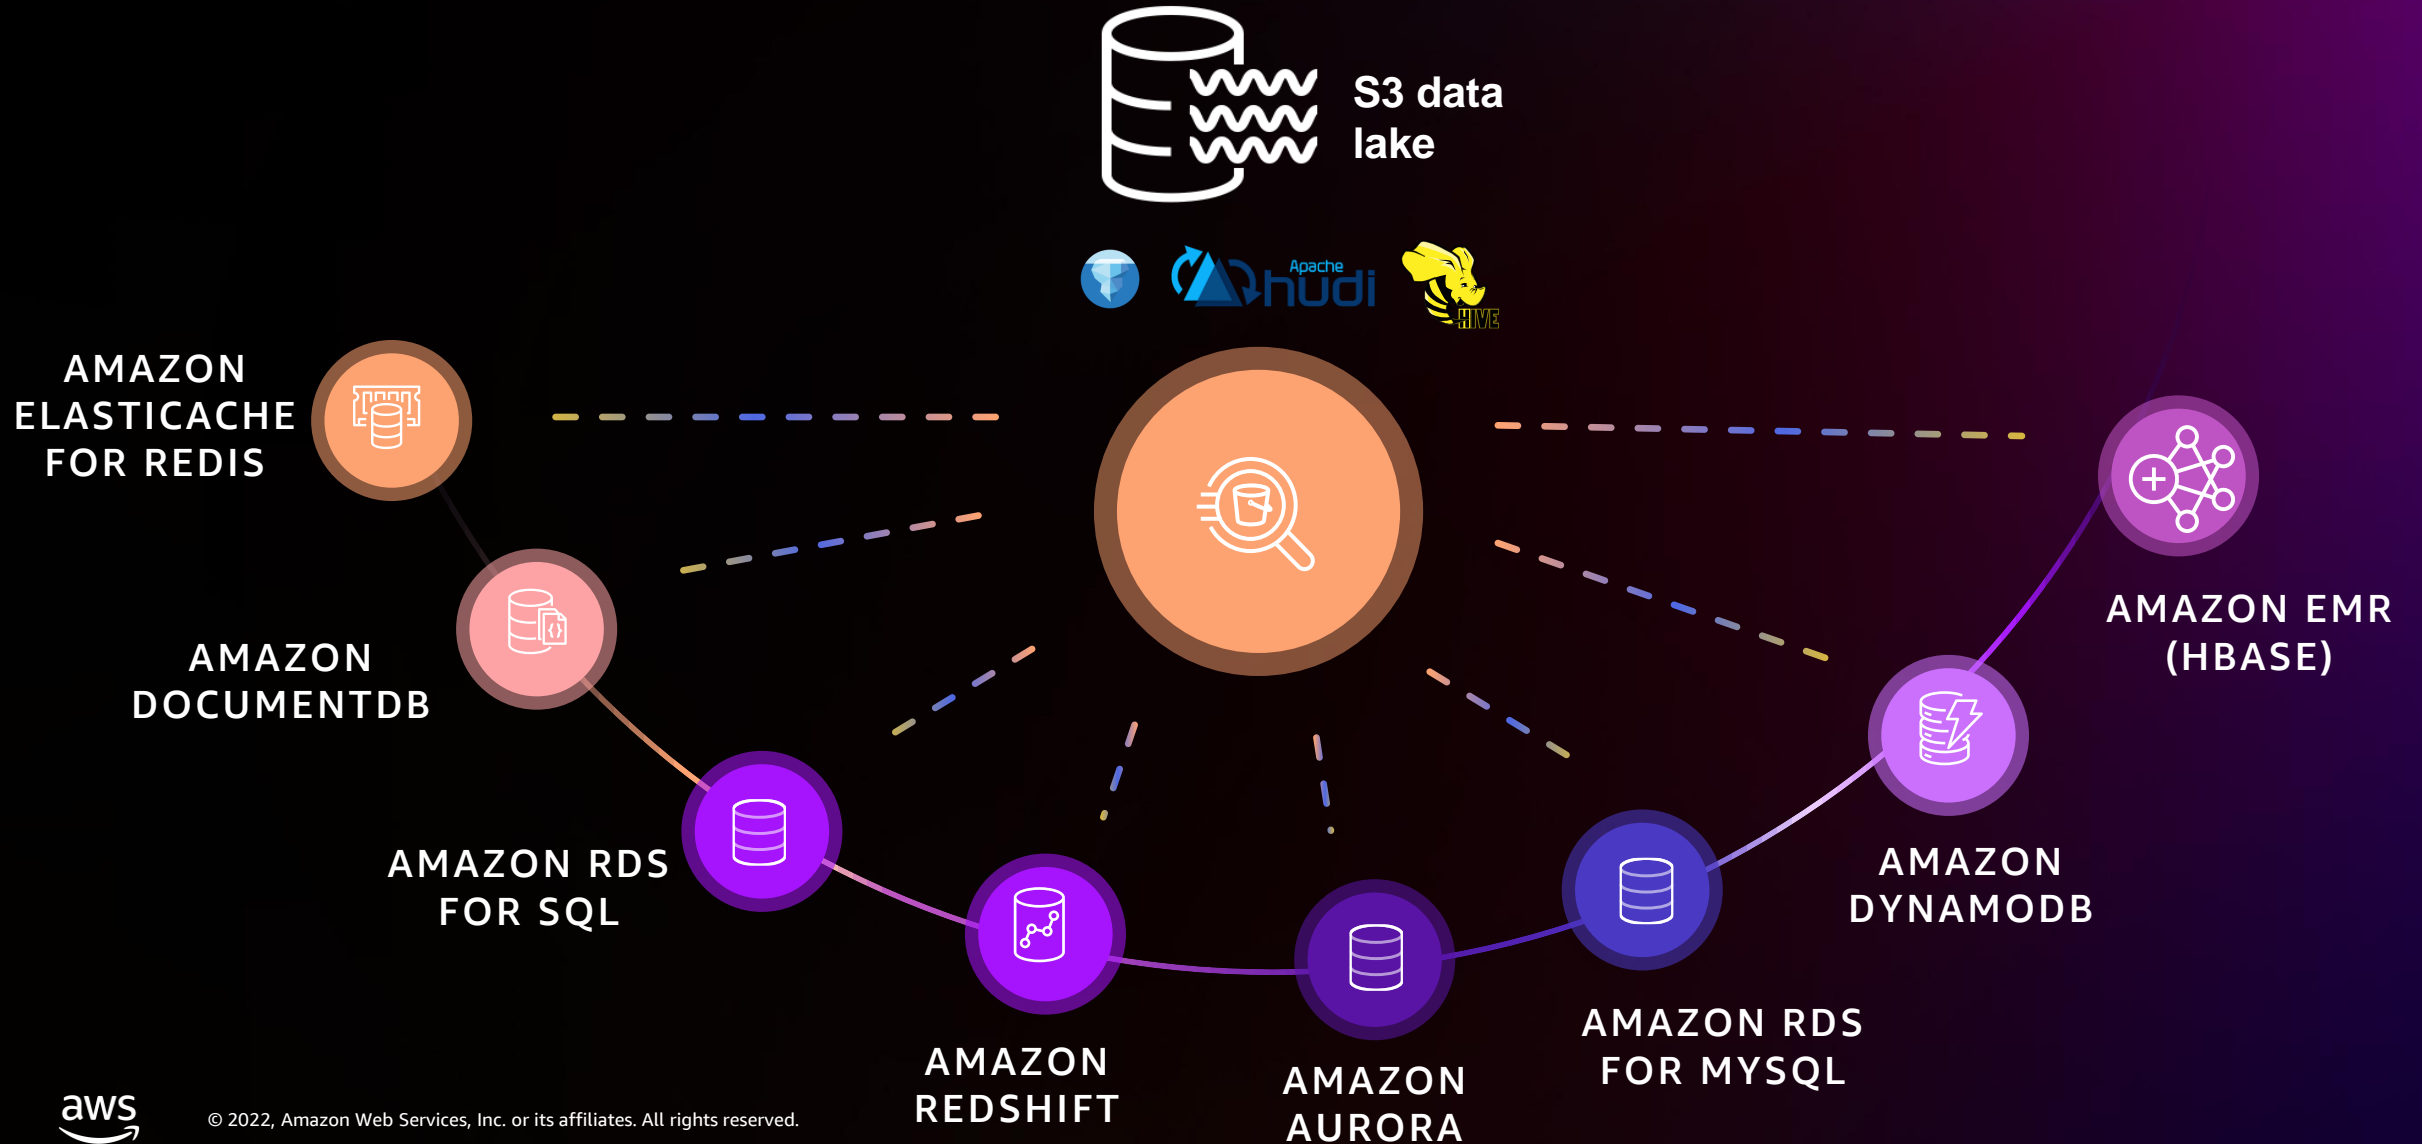 S3 data
lake
Apache
hudi
HIVE
AMAZON
ELASTICACHE
FOR REDIS
AMAZON
DOCUMENTDB
AMAZON RDS
FOR SQL
AMAZON
REDSHIFT
AMAZON
AURORA
AMAZON RDS
FOR MYSQL
AMAZON
DYNAMODB
AMAZON EMR
(HBASE)
aws
© 2022, Amazon Web Services, Inc. or its affiliates. All rights reserved.